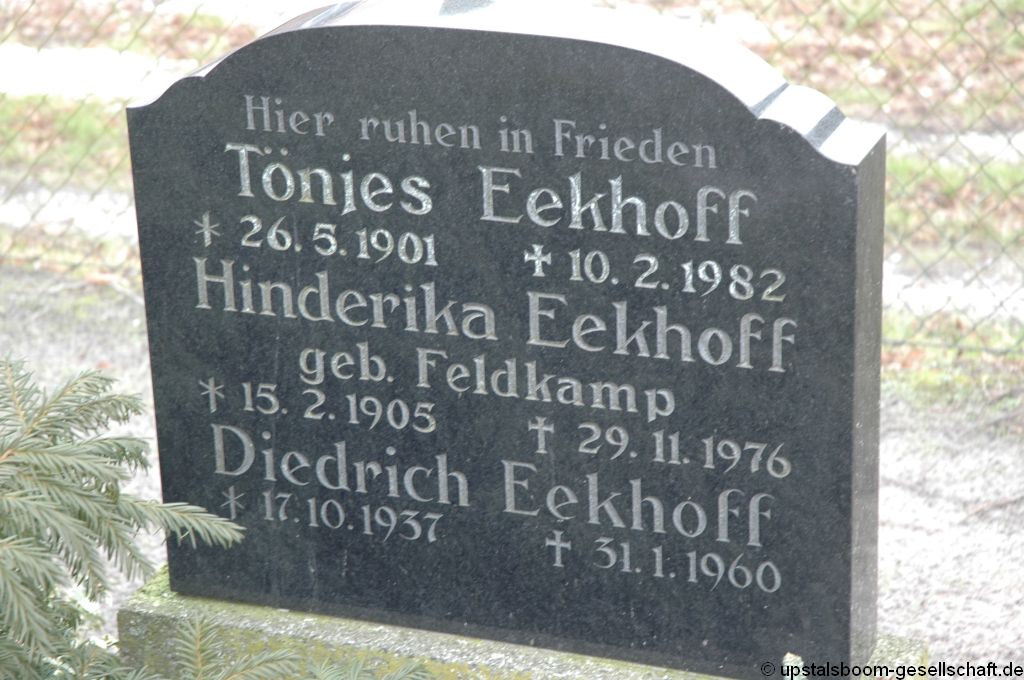 Hier ruhen in Frieden
Tönjes Eekhoff
* 26. 5. 1901 ✝ 10. 2. 1982
Hinderika Eekhoff
geb. Feldkamp
* 15. 2. 1905 ✝ 29. 11. 1976
Diedrich Eekhoff
* 17. 10. 1937 ✝ 31. 1. 1960
© upstalsboom-gesellschaft.de